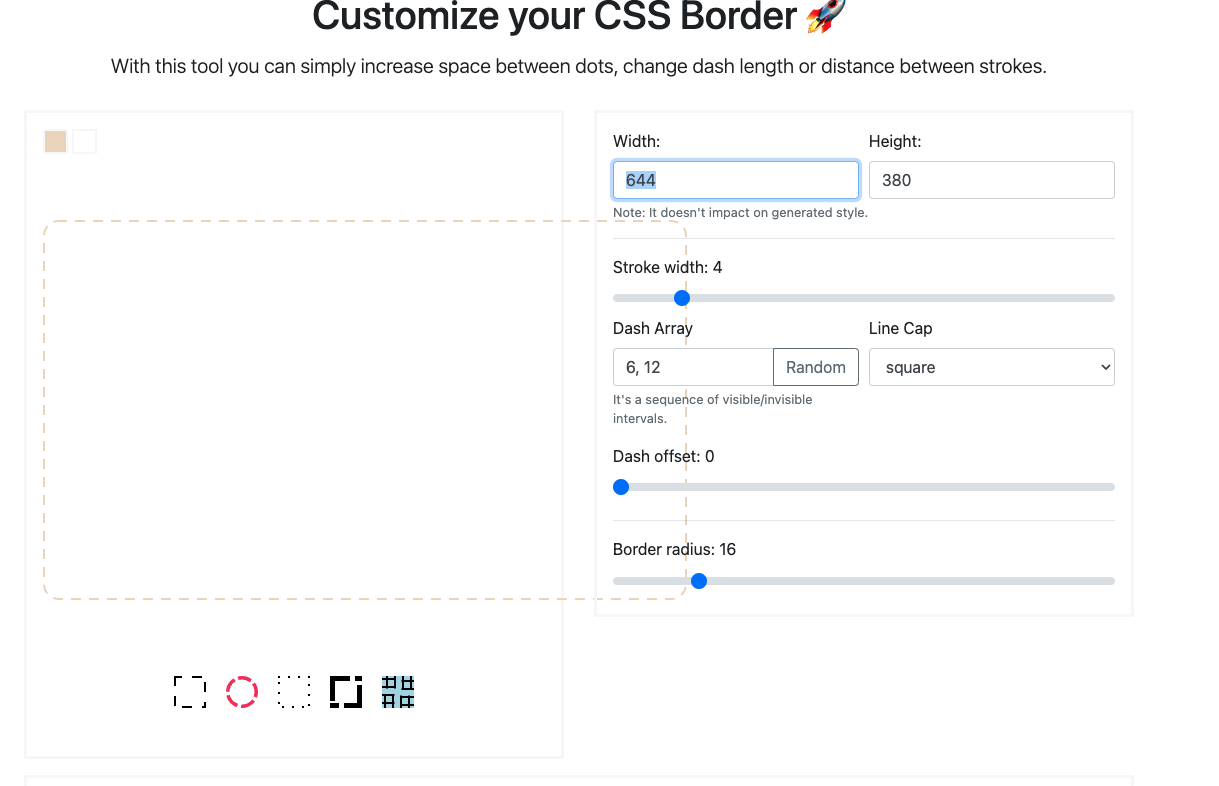 Customize your CSS Border 🚀
With this tool you can simply increase space between dots, change dash length or distance between strokes.
Width:
Height:
644
380
Note: It doesn't impact on generated style.
Stroke width: 4
Dash Array
Line Cap
6, 12
Random
square
It's a sequence of visible/invisible
intervals.
Dash offset: 0
Border radius: 16